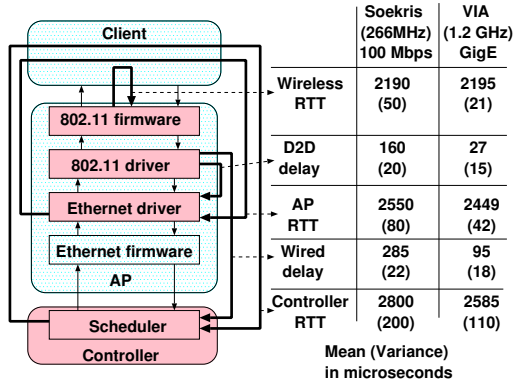 Client
802.11 firmware
802.11 driver
Ethernet driver
Ethernet firmware
AP
Scheduler
Controller
Soekris VIA
(266MHz) (1.2 GHz)
100 Mbps GigE
Wireless 2190 2195
RTT (50) (21)
D2D 160 27
delay (20) (15)
AP 2550 2449
RTT (80) (42)
Wired 285 95
delay (22) (18)
Controller 2800 2585
RTT (200) (110)
Mean (Variance)
in microseconds